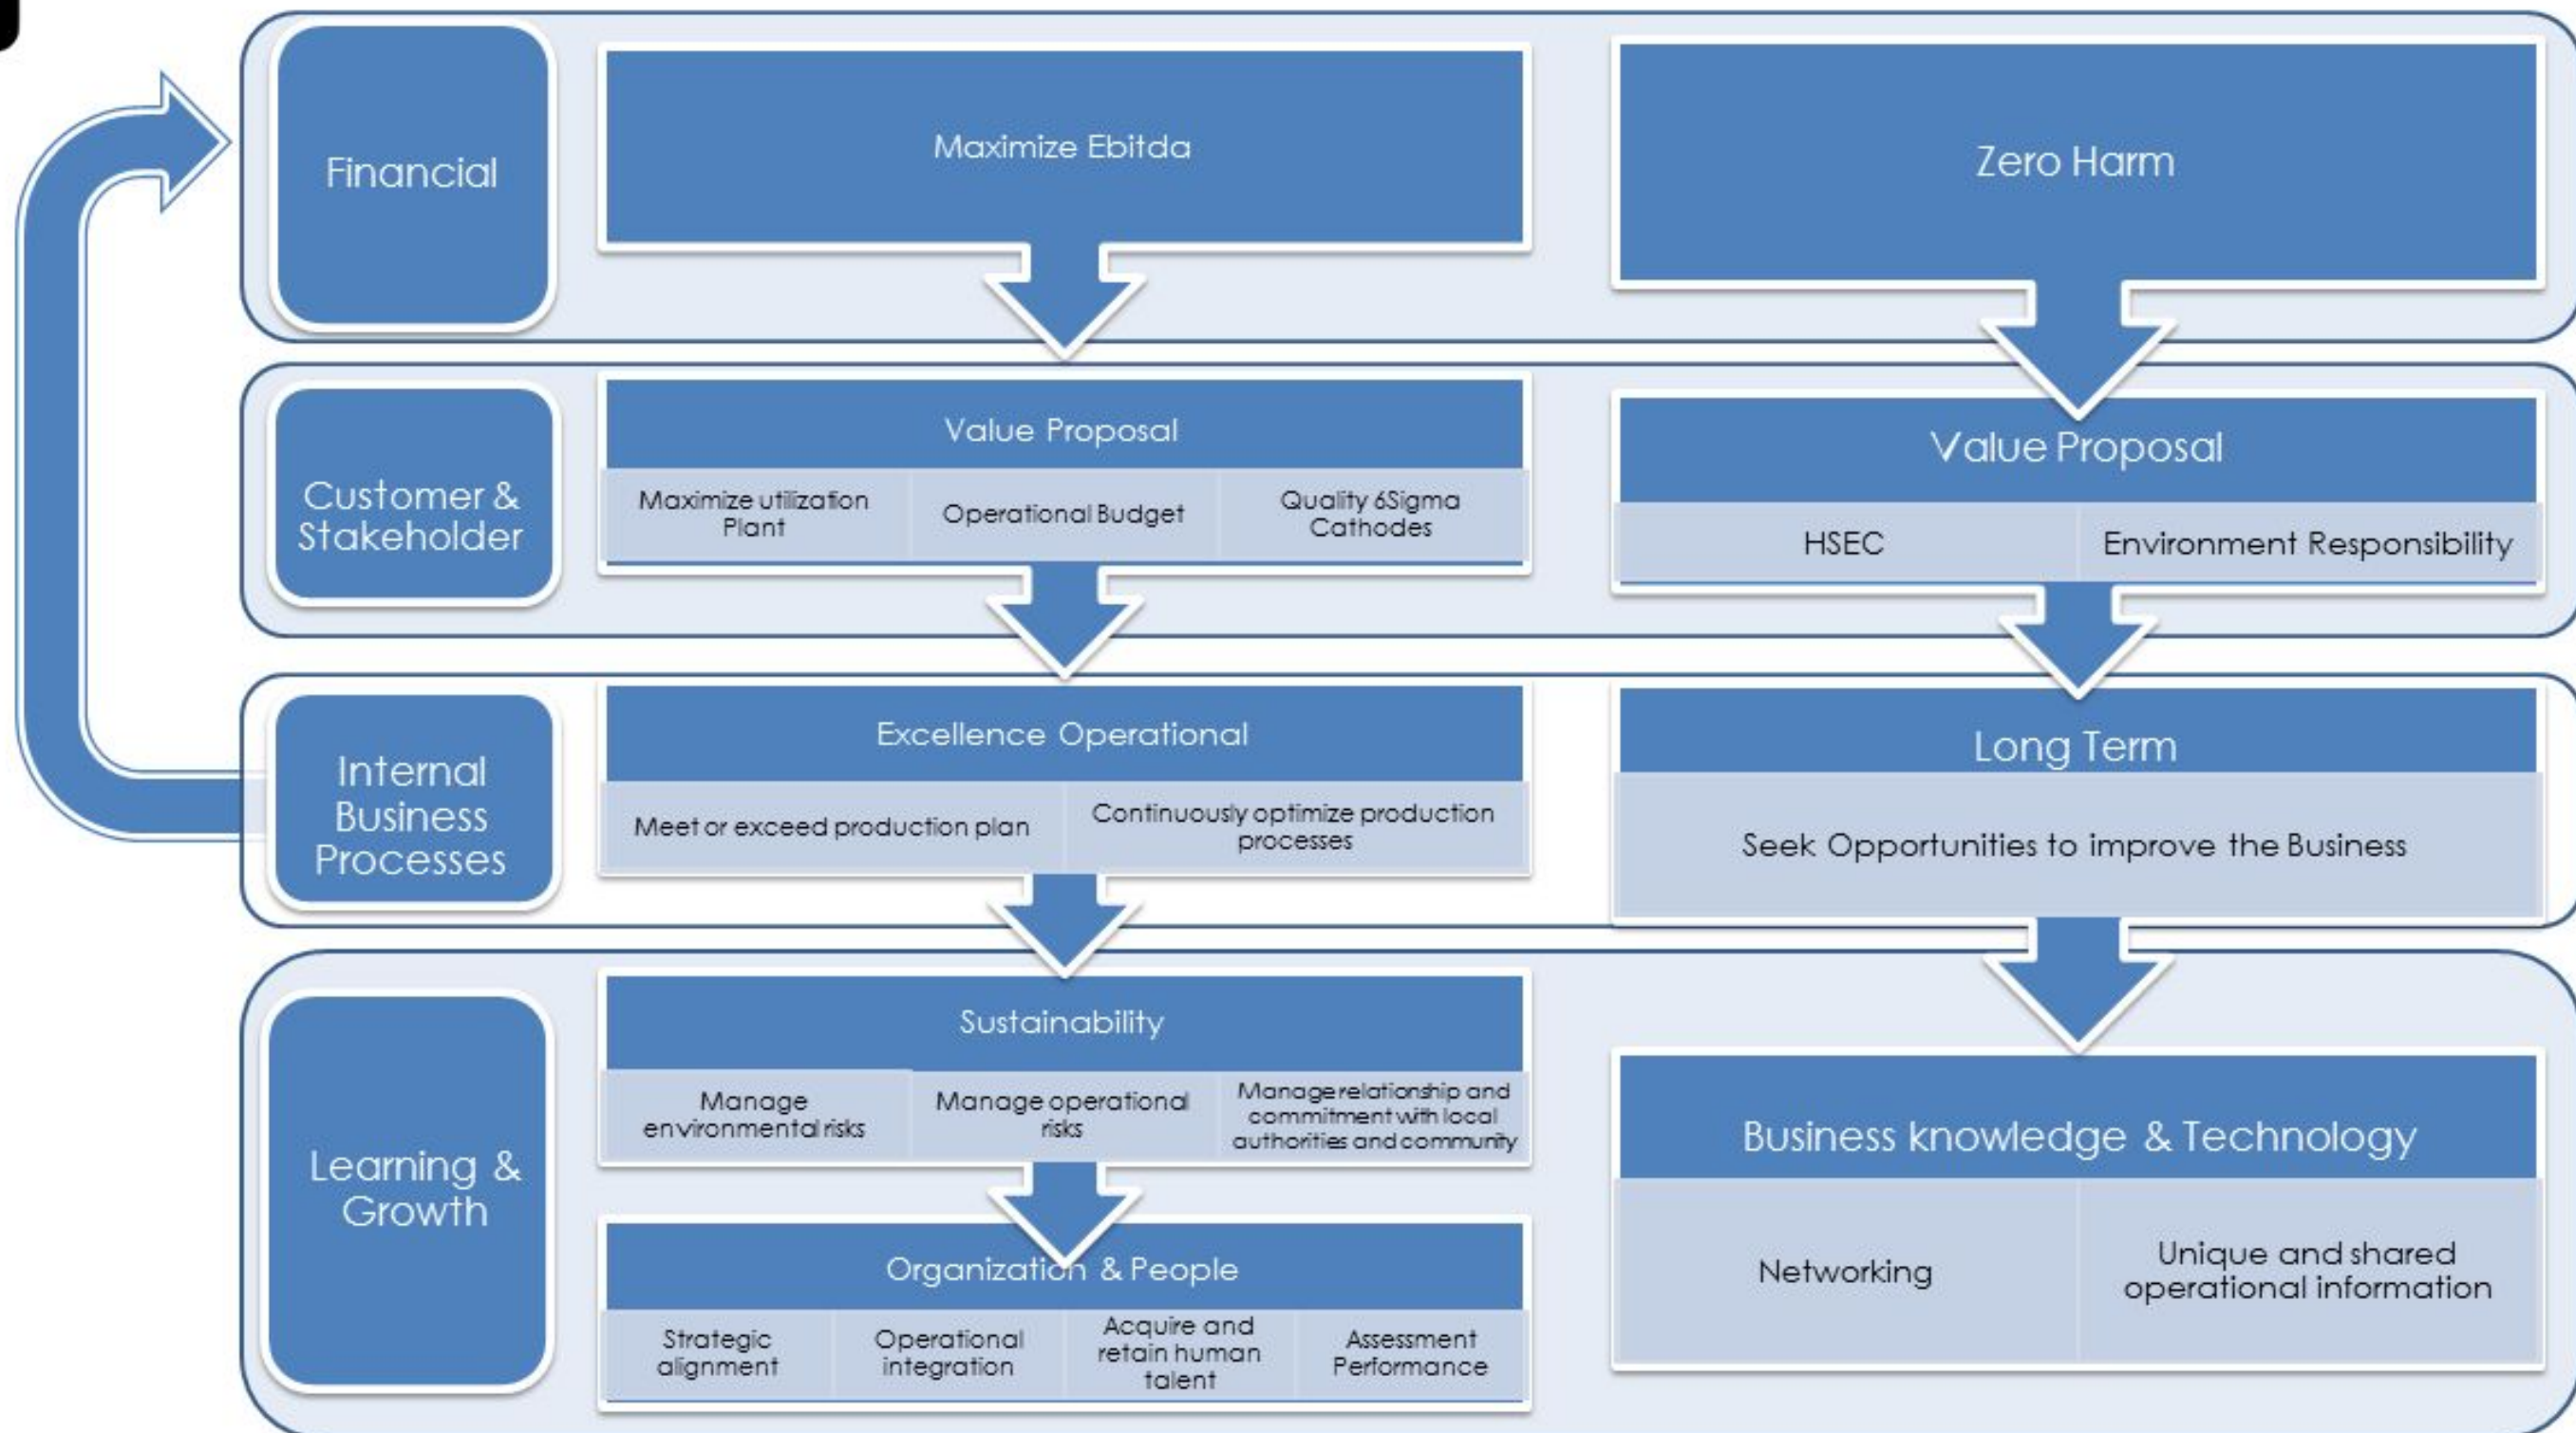 Financial
Maximize Ebitda
Zero Harm
Customer &
Stakeholder
Value Proposal
Maximize utilization
Plant
Operational Budget
Quality 6Sigma
Cathodes
Value Proposal
HSEC
Environment Responsibility
Internal
Business
Processes
Excellence Operational
Meet or exceed production plan
Continuously optimize production
processes
Long Term
Seek Opportunities to improve the Business
Learning &
Growth
Sustainability
Manage
environmental risks
Manage operational
risks
Manage relationship and
commitment with local
authorities and community
Organization & People
Strategic
alignment
Operational
integration
Acquire and
retain human
talent
Assessment
Performance
Business knowledge & Technology
Networking
Unique and shared
operational information